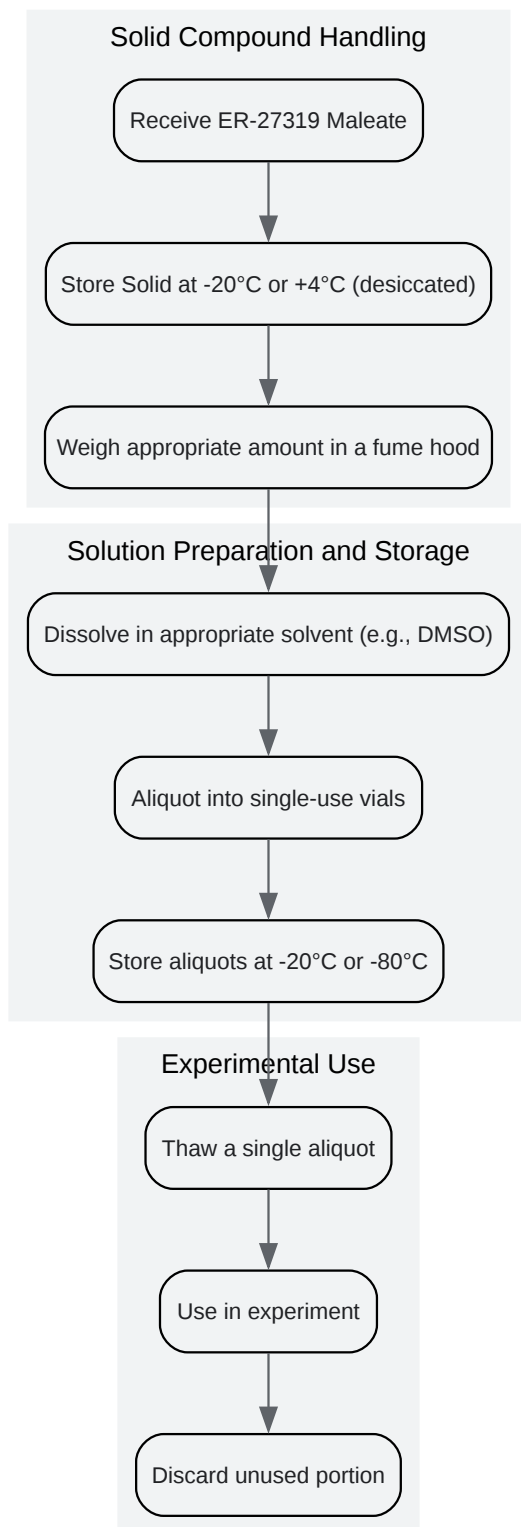 Solid Compound Handling
Receive ER-27319 Maleate
Store Solid at -20°C or +4°C (desiccated)
Weigh appropriate amount in a fume hood
Solution Preparation and Storage
Dissolve in appropriate solvent (e.g., DMSO)
Aliquot into single-use vials
Store aliquots at -20°C or -80°C
Experimental Use
Thaw a single aliquot
Use in experiment
Discard unused portion